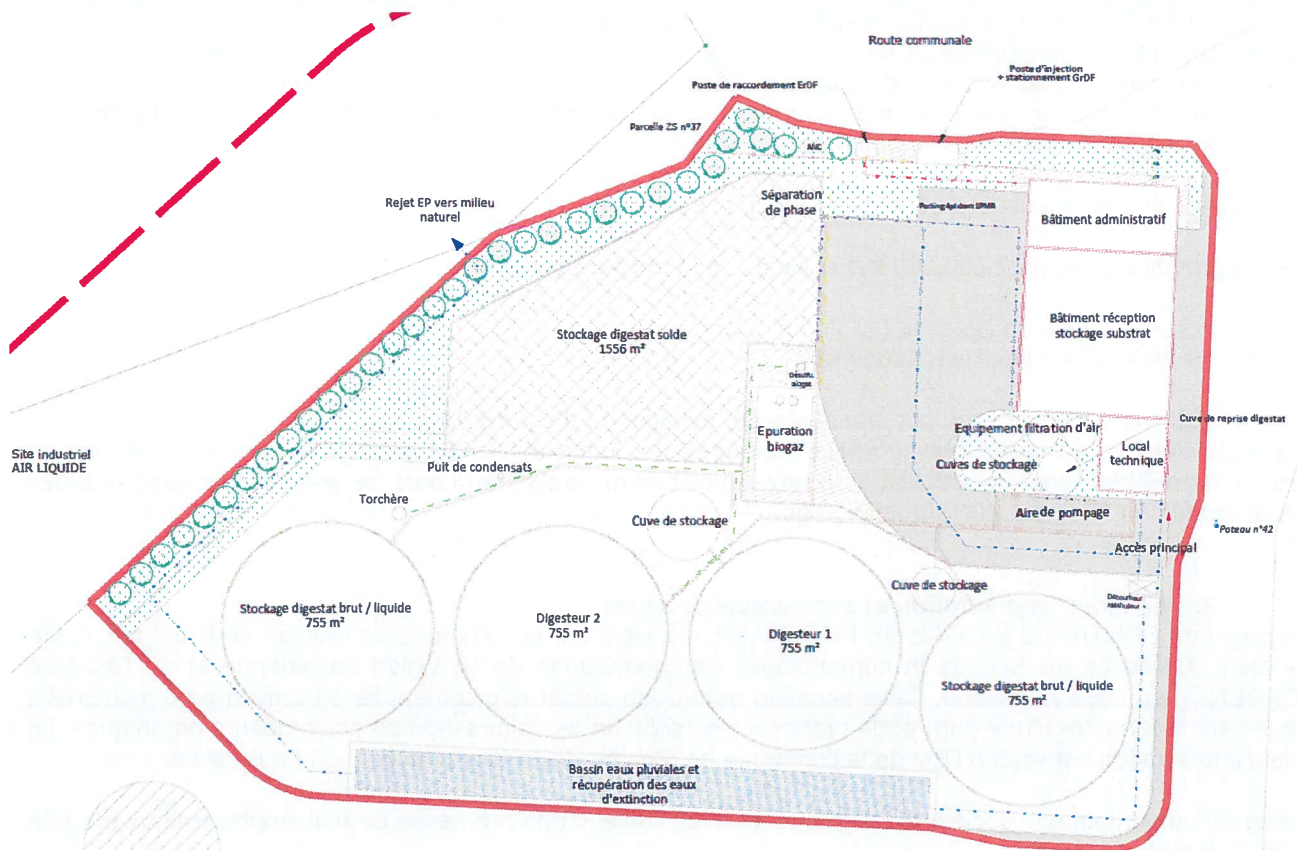 Route communale
Poste d'injection
+ stationnement GrDF
Poste de raccordement ErDF
Parcelle ZS n°37
ANC
Séparation
de phase
Rejet EP vers milieu
naturel
Bâtiment administratif
Bâtiment réception
stockage substrat
Stockage digestat solde
1556 m²
Cuve de reprise digestat
Equipement filtration d'air
Epuration
biogaz
Local
technique
Site industriel
AIR LIQUIDE
Puit de condensats
Cuves de stockage
Torchère
Cuve de stockage
Aire de pompage
Poteau n°42
Accès principal
Cuve de stockage
Stockage digestat brut / liquide
755 m²
Digesteur 2
755 m²
Digesteur 1
755 m²
Stockage digestat brut / liquide
755 m²
Bassin eaux pluviales et
récupération des eaux
d'extinction